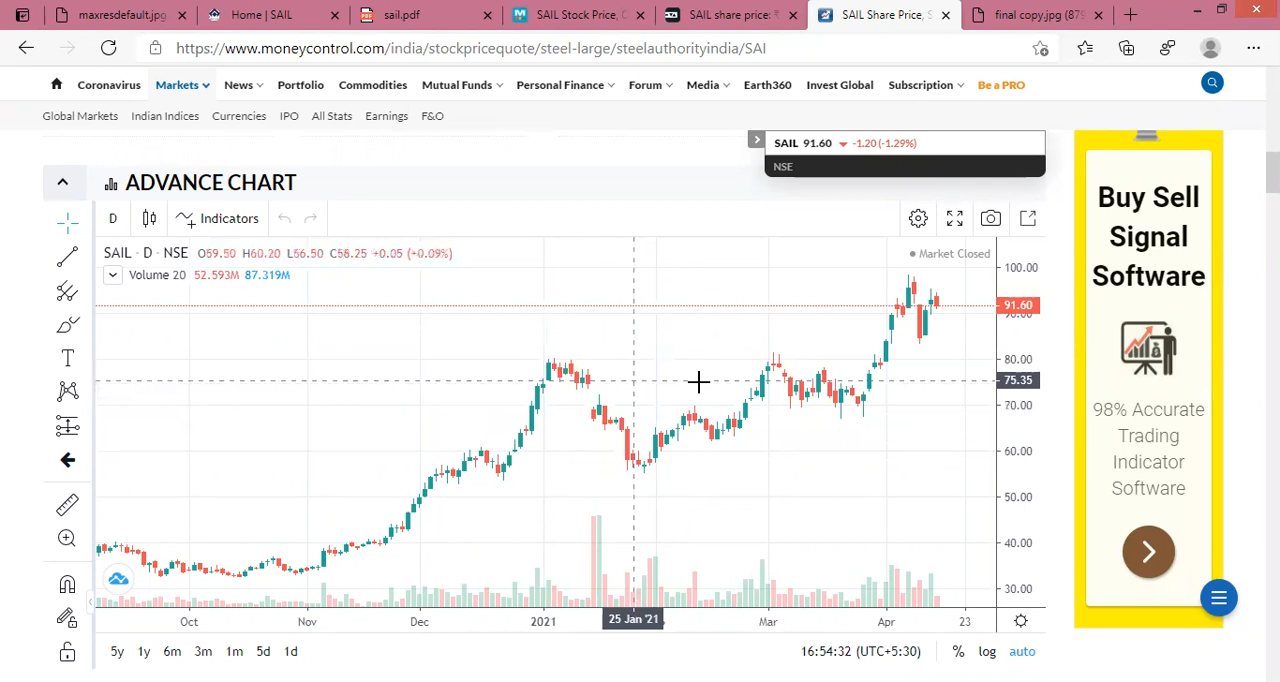 maxresdefault.jpg
Home | SAIL
sail.pdf
SAIL Stock Price, C
SAIL share price: ₹
SAIL Share Price, S
final copy.jpg (879
https://www.moneycontrol.com/india/stockpricequote/steel-large/steelauthorityindia/SAI
Coronavirus Markets News Portfolio Commodities Mutual Funds Personal Finance Forum Media Earth360 Invest Global Subscription Be a PRO
Global Markets Indian Indices Currencies IPO All Stats Earnings F&O
SAIL 91.60 -1.20 (-1.29%)
NSE
ADVANCE CHART
D Indicators
SAIL · D · NSE O59.50 H60.20 L56.50 C56.25 +0.05 (+0.09%)
Market Closed
Volume 20 52.593M 87.319M
100.00
91.60
90.00
80.00
75.35
70.00
60.00
50.00
40.00
30.00
Oct Nov Dec 2021 25 Jan '21 Mar Apr 23
5y 1y 6m 3m 1m 5d 1d
16:54:32 (UTC+5:30) % log auto
Buy Sell
Signal
Software
98% Accurate
Trading
Indicator
Software